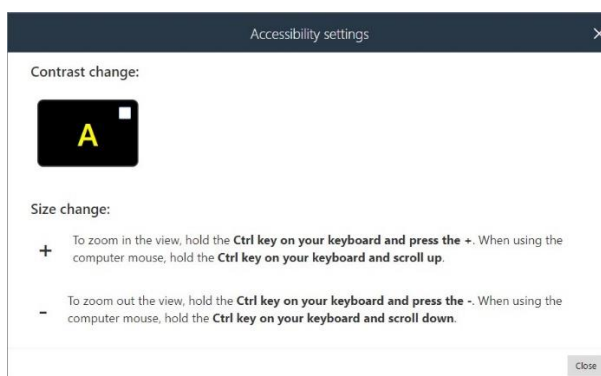 Accessibility settings
Contrast change:
A
Size change:
+ To zoom in the view, hold the Ctrl key on your keyboard and press the +. When using the
computer mouse, hold the Ctrl key on your keyboard and scroll up.
- To zoom out the view, hold the Ctrl key on your keyboard and press the -. When using the
computer mouse, hold the Ctrl key on your keyboard and scroll down.
Close